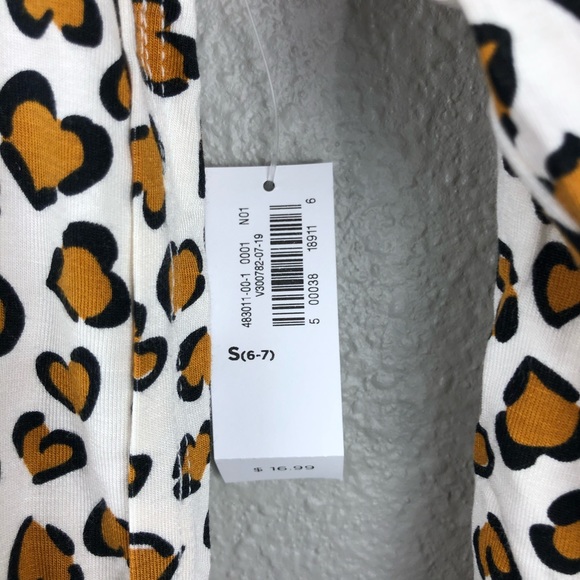 483011-00-1 0001 N01
V300782-07-19
5 00038 18911 6
S(6-7)
$ 16.99